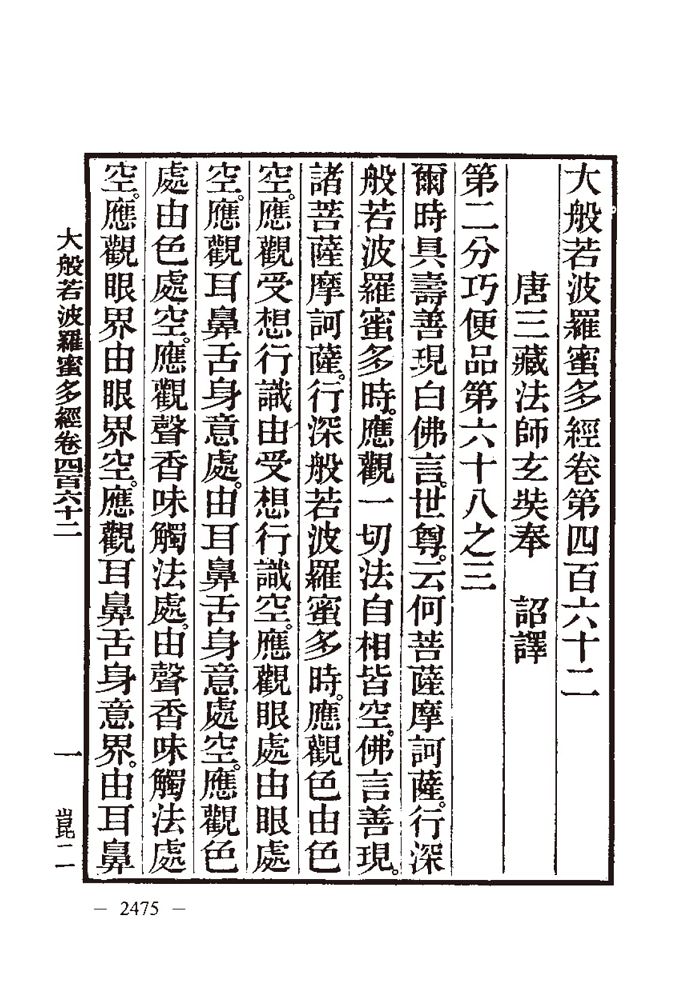 大般若波羅蜜多經卷第四百六十二
唐三藏法師玄奘奉　詔譯
第二分巧便品第六十八之三
爾時具壽善現白佛言。世尊。云何菩薩摩訶薩。行深
般若波羅蜜多時。應觀一切法自相皆空。佛言善現。
諸菩薩摩訶薩。行深般若波羅蜜多時。應觀色由色
空。應觀受想行識由受想行識空。應觀眼處由眼處
空。應觀耳鼻舌身意處。由耳鼻舌身意處空。應觀色
處由色處空。應觀聲香味觸法處。由聲香味觸法處
空。應觀眼界由眼界空。應觀耳鼻舌身意界。由耳鼻
大般若波羅蜜多經卷四百六十二　一　崑二
— 2475 —